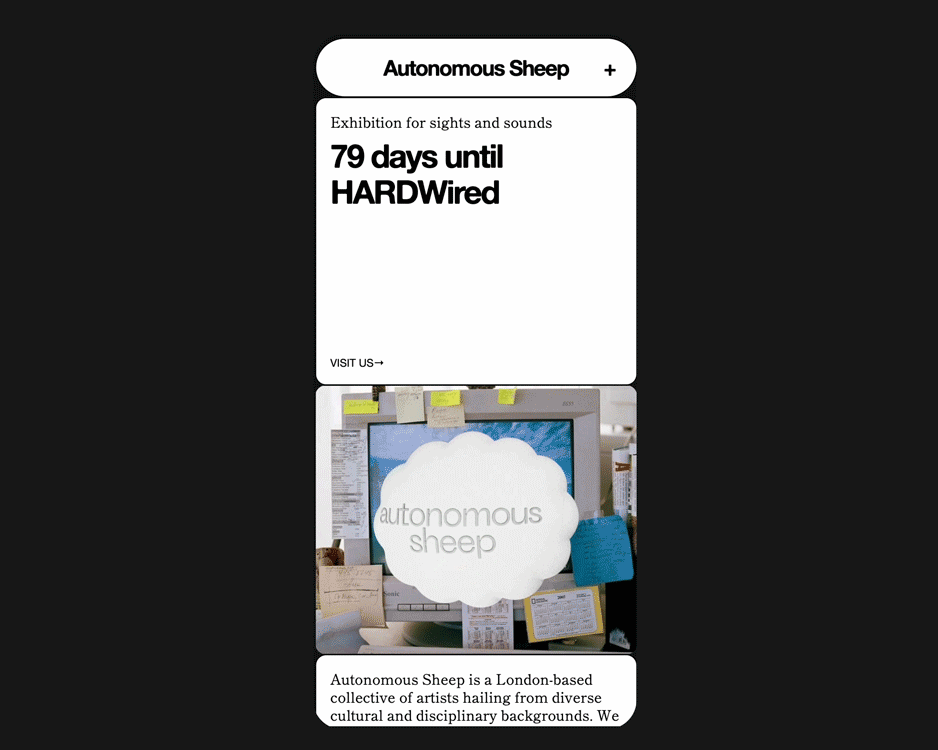 Autonomous Sheep +
Exhibition for sights and sounds
79 days until
HARDWired
VISIT US→
autonomous
sheep
Autonomous Sheep is a London-based
collective of artists hailing from diverse
cultural and disciplinary backgrounds. We